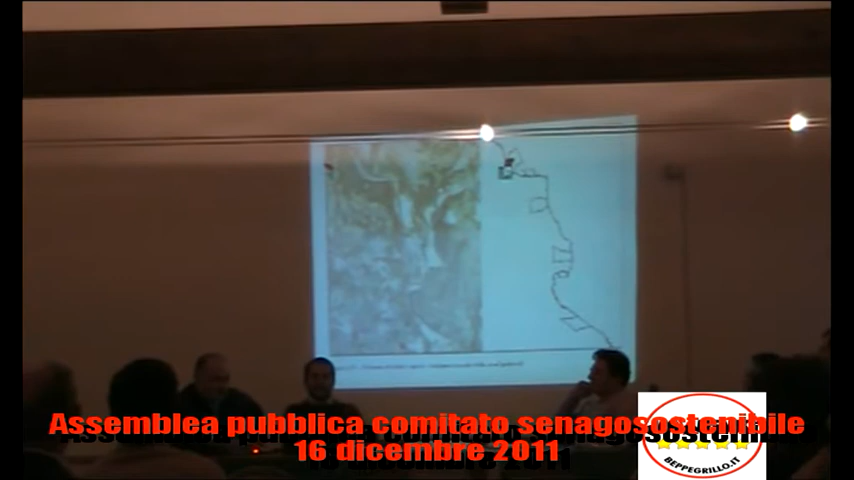 Assemblea pubblica comitato senagosostenibile
16 dicembre 2011
BEPPEGRILLO.IT